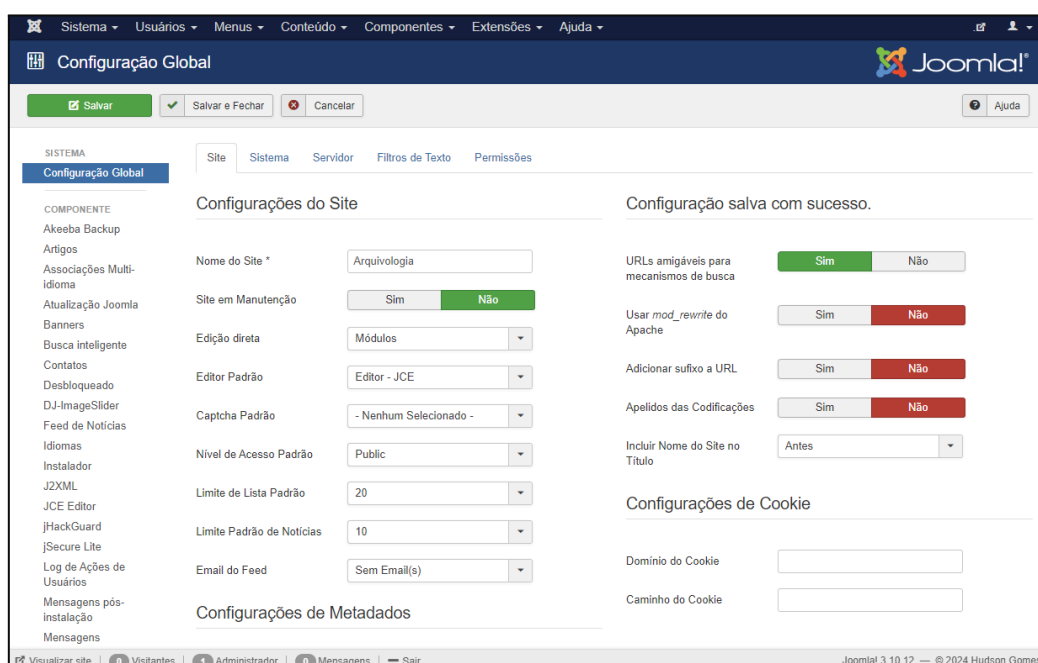 Sistema Usuários Menus Conteúdo Componentes Extensões Ajuda
Configuração Global
Joomla!®
Salvar
Salvar e Fechar
Cancelar
Ajuda
SISTEMA
Configuração Global
COMPONENTE
Akeeba Backup
Artigos
Associações Multi-
idioma
Atualização Joomla
Banners
Busca inteligente
Contatos
Desbloqueado
DJ-ImageSlider
Feed de Notícias
Idiomas
Instalador
J2XML
JCE Editor
jHackGuard
jSecure Lite
Log de Ações de
Usuários
Mensagens pós-
instalação
Mensagens
Site Sistema Servidor Filtros de Texto Permissões
Configurações do Site
Nome do Site * Arquivologia
Site em Manutenção Sim Não
Edição direta Módulos
Editor Padrão Editor - JCE
Captcha Padrão - Nenhum Selecionado -
Nível de Acesso Padrão Public
Limite de Lista Padrão 20
Limite Padrão de Notícias 10
Email do Feed Sem Email(s)
Configurações de Metadados
Configuração salva com sucesso.
URLs amigáveis para
mecanismos de busca
Sim Não
Usar mod_rewrite do
Apache
Sim Não
Adicionar sufixo a URL Sim Não
Apelidos das Codificações Sim Não
Incluir Nome do Site no
Título
Antes
Configurações de Cookie
Domínio do Cookie
Caminho do Cookie
Visualizar site | 0 Visitantes | 1 Administrador | 0 Mensagens | Sair
Joomla! 3.10.12 — © 2024 Hudson Gomes